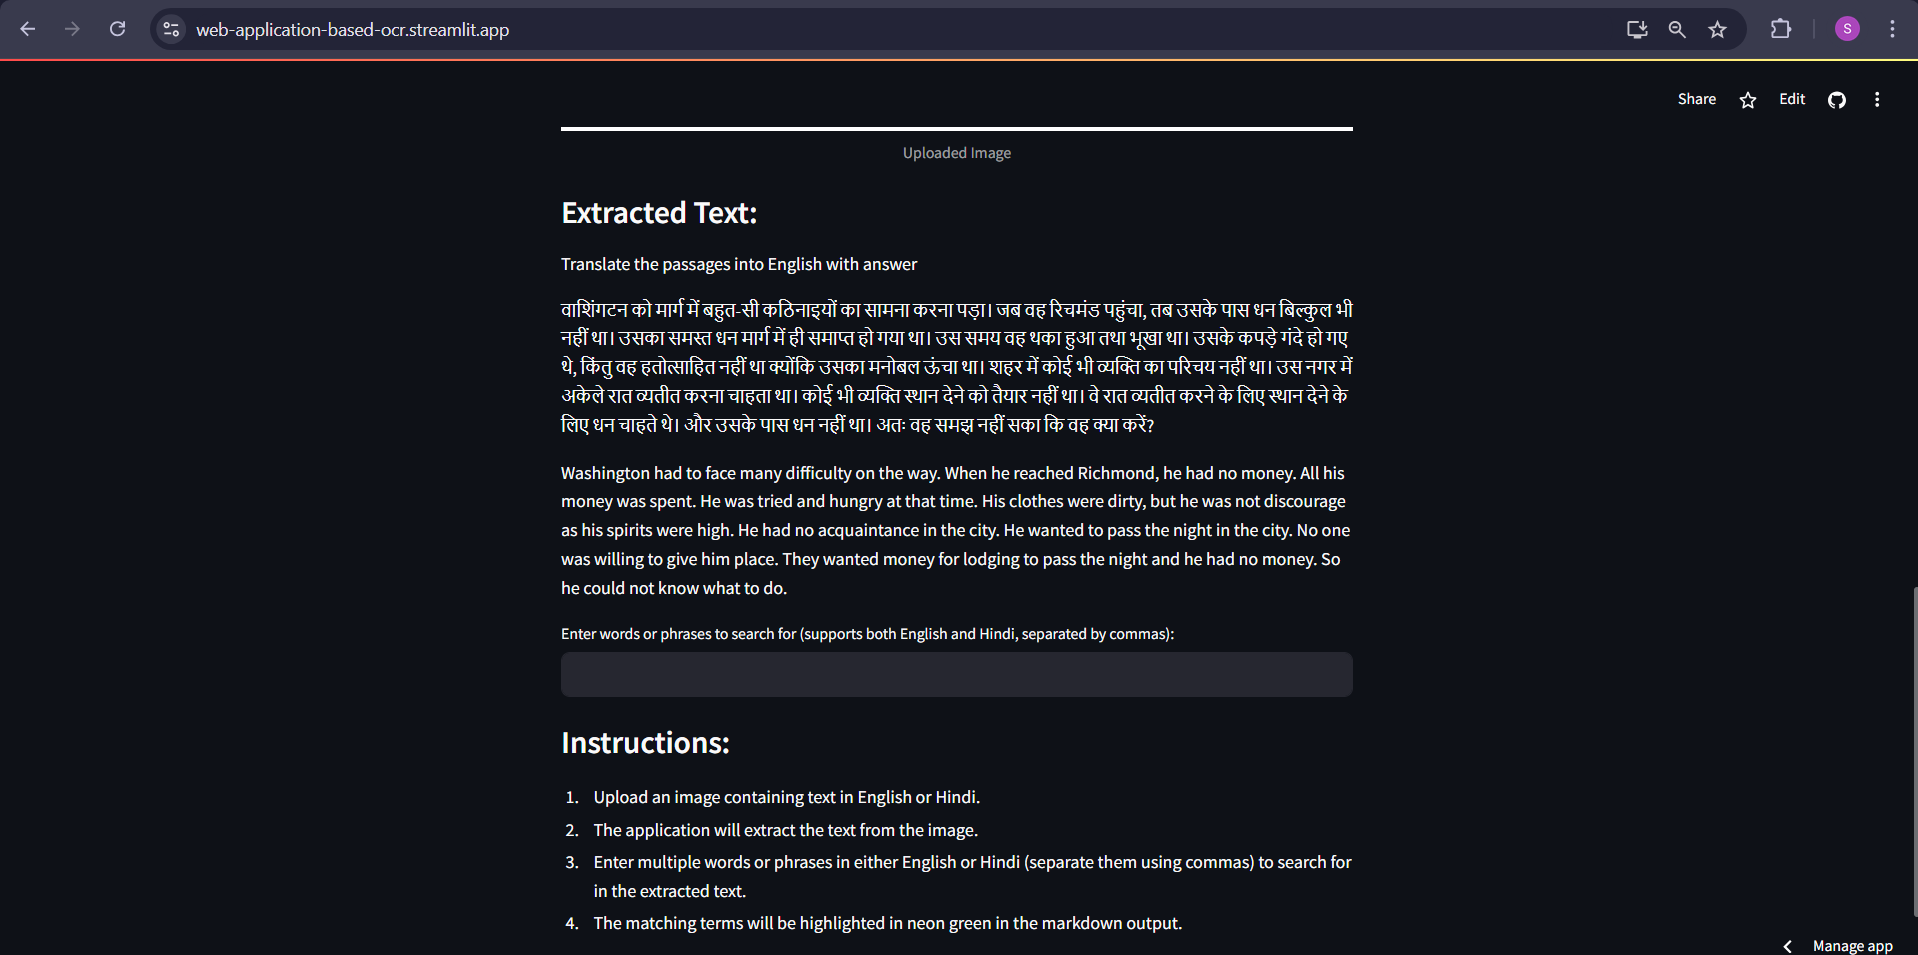 web-application-based-ocr.streamlit.app
S
Share
Edit
Uploaded Image
Extracted Text:
Translate the passages into English with answer
वाशिंगटन को मार्ग में बहुत-सी कठिनाइयों का सामना करना पड़ा। जब वह रिचमंड पहुंचा, तब उसके पास धन बिल्कुल भी
नहीं था। उसका समस्त धन मार्ग में ही समाप्त हो गया था। उस समय वह थका हुआ तथा भूखा था। उसके कपड़े गंदे हो गए
थे, किंतु वह हतोत्साहित नहीं था क्योंकि उसका मनोबल ऊंचा था। शहर में कोई भी व्यक्ति का परिचय नहीं था। उस नगर में
अकेले रात व्यतीत करना चाहता था। कोई भी व्यक्ति स्थान देने को तैयार नहीं था। वे रात व्यतीत करने के लिए स्थान देने के
लिए धन चाहते थे। और उसके पास धन नहीं था। अतः वह समझ नहीं सका कि वह क्या करें?
Washington had to face many difficulty on the way. When he reached Richmond, he had no money. All his
money was spent. He was tried and hungry at that time. His clothes were dirty, but he was not discourage
as his spirits were high. He had no acquaintance in the city. He wanted to pass the night in the city. No one
was willing to give him place. They wanted money for lodging to pass the night and he had no money. So
he could not know what to do.
Enter words or phrases to search for (supports both English and Hindi, separated by commas):
Instructions:
1. Upload an image containing text in English or Hindi.
2. The application will extract the text from the image.
3. Enter multiple words or phrases in either English or Hindi (separate them using commas) to search for
in the extracted text.
4. The matching terms will be highlighted in neon green in the markdown output.
Manage app